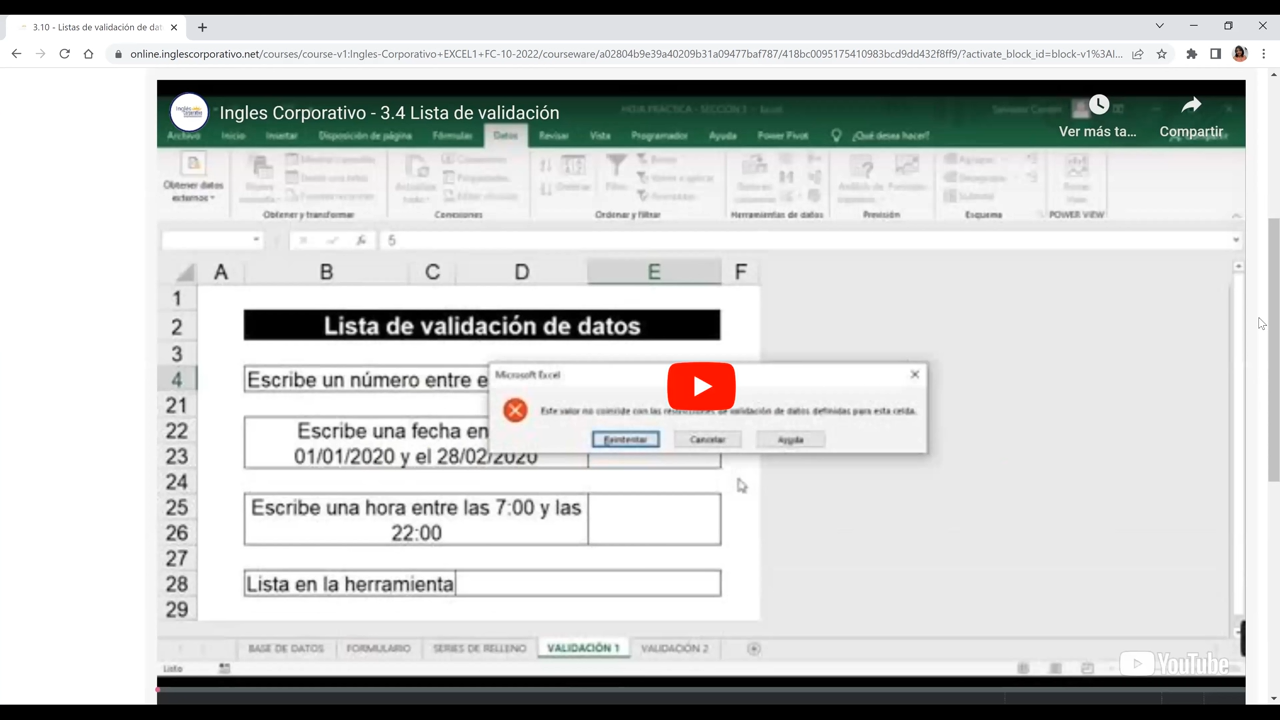 3.10 - Listas de validación de dat
online.inglescorporativo.net/courses/course-v1:Ingles-Corporativo+EXCEL1+FC-10-2022/courseware/a02804b9e39a40209b31a09477baf787/418bc0995175410983bcd9dd432f8ff9/?activate_block_id=block-v1%3Al...
Ingles Corporativo - 3.4 Lista de validación
Ver más ta...
Compartir
Archivo Inicio Insertar Disposición de página Fórmulas Datos Revisar Vista Programador Ayuda Power Pivot ¿Qué desea hacer?
Obtener datos externos
Obtener y transformar Conexiones Ordenar y filtrar Herramientas de datos Previsión Esquema POWER VIEW
fx 5
A B C D E F
1
2 Lista de validación de datos
3
4 Escribe un número entre e
Microsoft Excel
Este valor no coincide con las restricciones de validación de datos definidas para esta celda.
Reintentar Cancelar Ayuda
21
22 Escribe una fecha en
23 01/01/2020 y el 28/02/2020
24
25 Escribe una hora entre las 7:00 y las
26 22:00
27
28 Lista en la herramienta
29
BASE DE DATOS FORMULARIO SERIES DE RELLENO VALIDACIÓN 1 VALIDACIÓN 2
Listo
YouTube